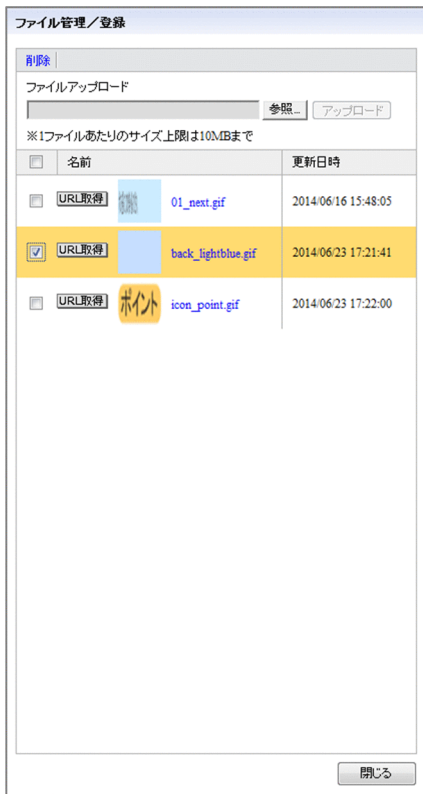 ファイル管理／登録
削除
ファイルアップロード
参照... アップロード
※1ファイルあたりのサイズ上限は10MBまで
名前 更新日時
URL取得 01_next.gif 2014/06/16 15:48:05
URL取得 back_lightblue.gif 2014/06/23 17:21:41
URL取得 ポイント icon_point.gif 2014/06/23 17:22:00
閉じる